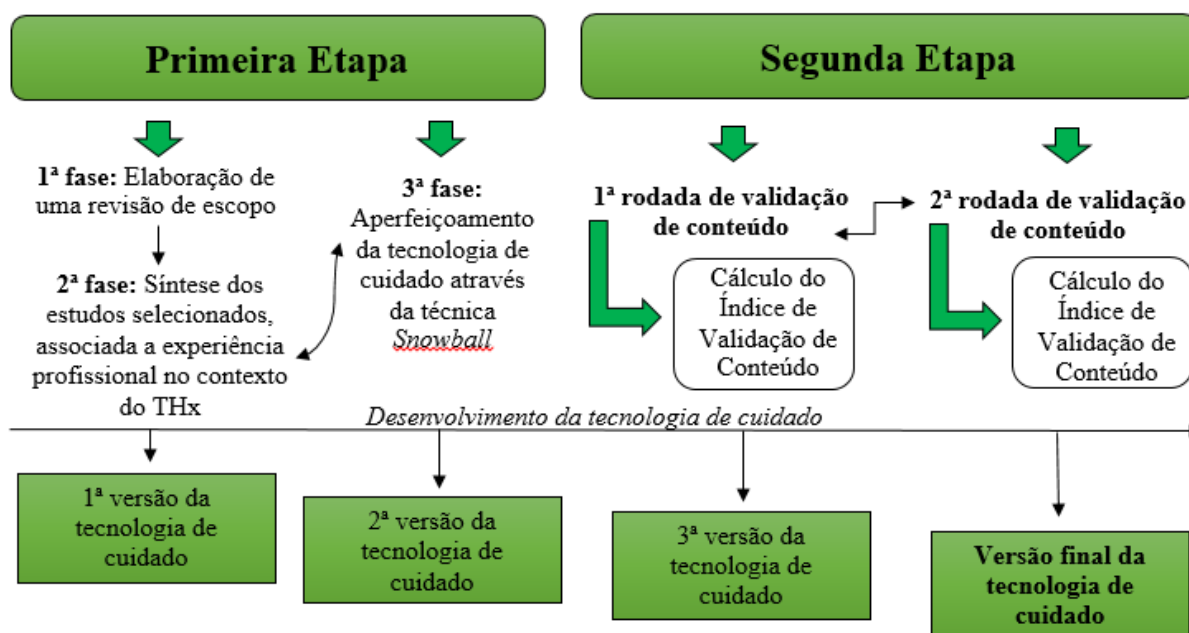 Primeira Etapa
1ª fase: Elaboração de
uma revisão de escopo
2ª fase: Síntese dos
estudos selecionados,
associada a experiência
profissional no contexto
do THx
3ª fase:
Aperfeiçoamento
da tecnologia de
cuidado através
da técnica
Snowball
Segunda Etapa
1ª rodada de validação
de conteúdo
Cálculo do
Índice de
Validação de
Conteúdo
2ª rodada de validação
de conteúdo
Cálculo do
Índice de
Validação de
Conteúdo
Desenvolvimento da tecnologia de cuidado
1ª versão da
tecnologia de
cuidado
2ª versão da
tecnologia de
cuidado
3ª versão da
tecnologia de
cuidado
Versão final da
tecnologia de
cuidado